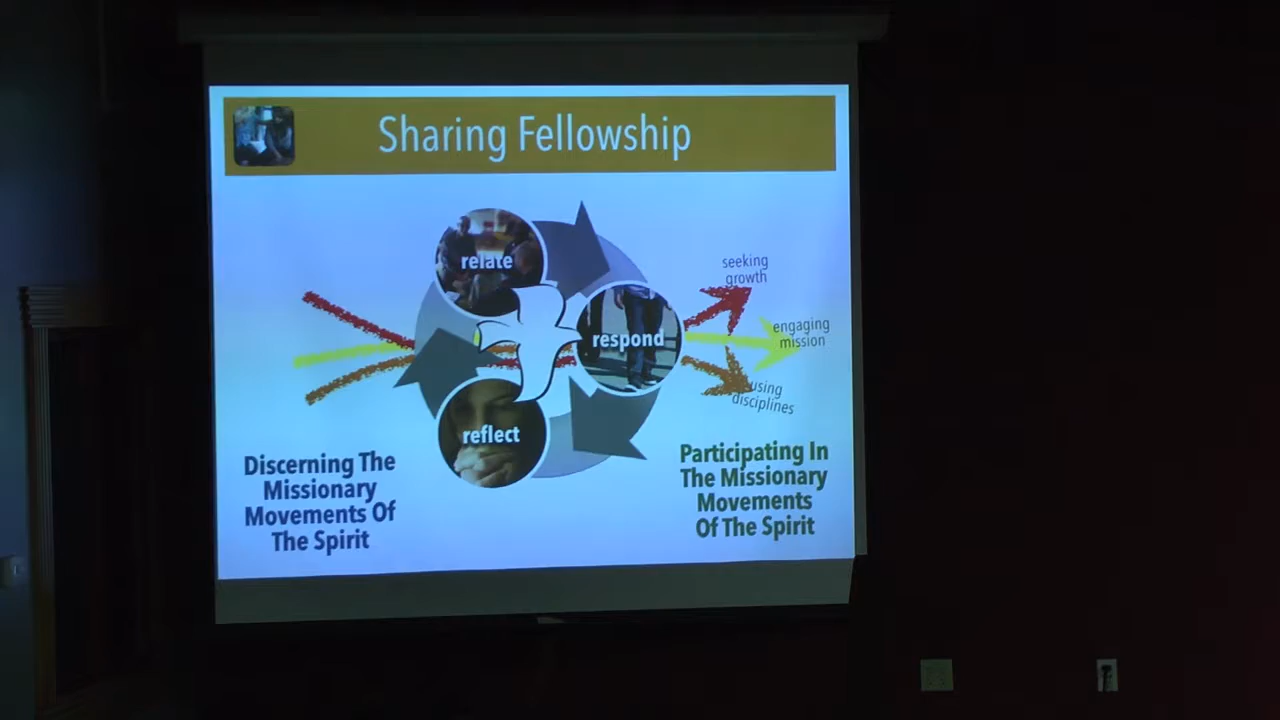 Sharing Fellowship
relate
respond
reflect
seeking
growth
engaging
mission
using
disciplines
Discerning The
Missionary
Movements Of
The Spirit
Participating In
The Missionary
Movements
Of The Spirit